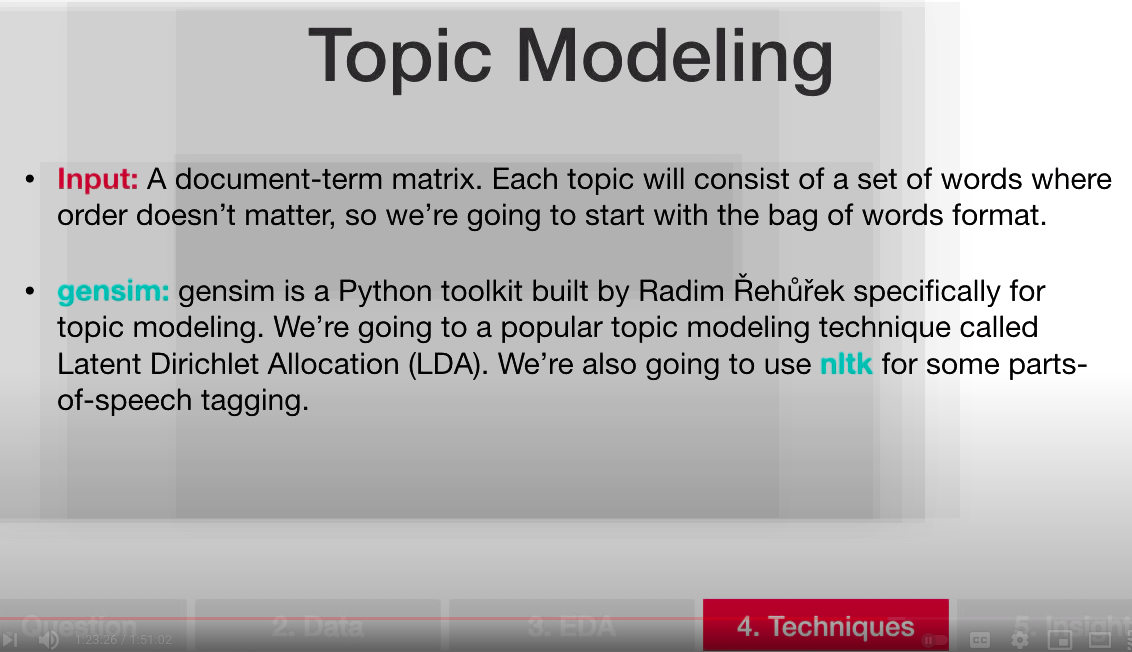 Topic Modeling
• Input: A document-term matrix. Each topic will consist of a set of words where
order doesn’t matter, so we’re going to start with the bag of words format.
• gensim: gensim is a Python toolkit built by Radim Řehůřek specifically for
topic modeling. We’re going to a popular topic modeling technique called
Latent Dirichlet Allocation (LDA). We’re also going to use nltk for some parts-
of-speech tagging.
Question
2. Data
3. EDA
4. Techniques
5. Insight
1:23:26 / 1:51:02
CC